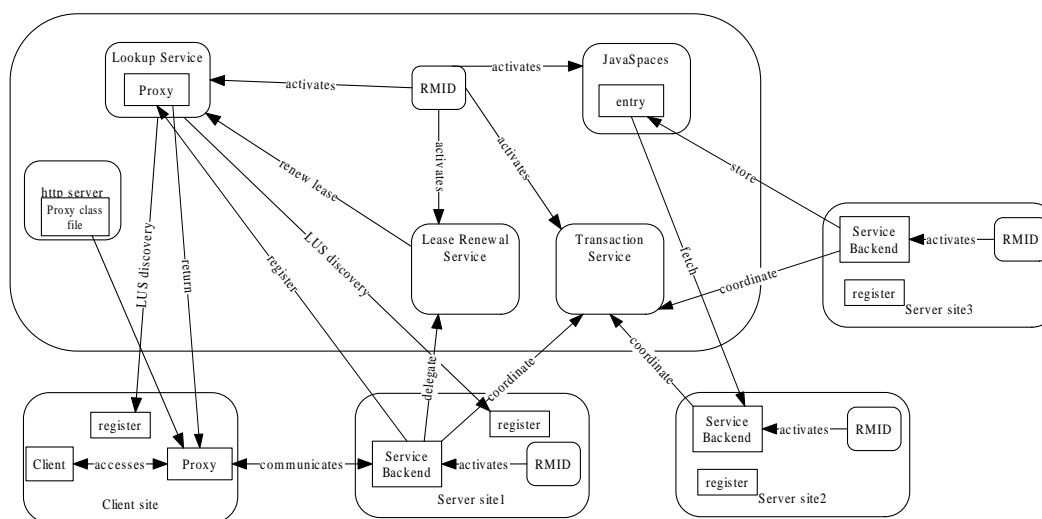 Lookup Service
Proxy
activates
RMID
activates
JavaSpaces
entry
activates
activates
store
http server
Proxy class
file
renew lease
LUS discovery
return
register
LUS discovery
Lease Renewal
Service
Transaction
Service
fetch
coordinate
Service
Backend
activates
RMID
register
Server site3
delegate
coordinate
coordinate
register
Client
accesses
Proxy
Client site
communicates
register
Service
Backend
activates
RMID
Server site1
Service
Backend
activates
RMID
register
Server site2